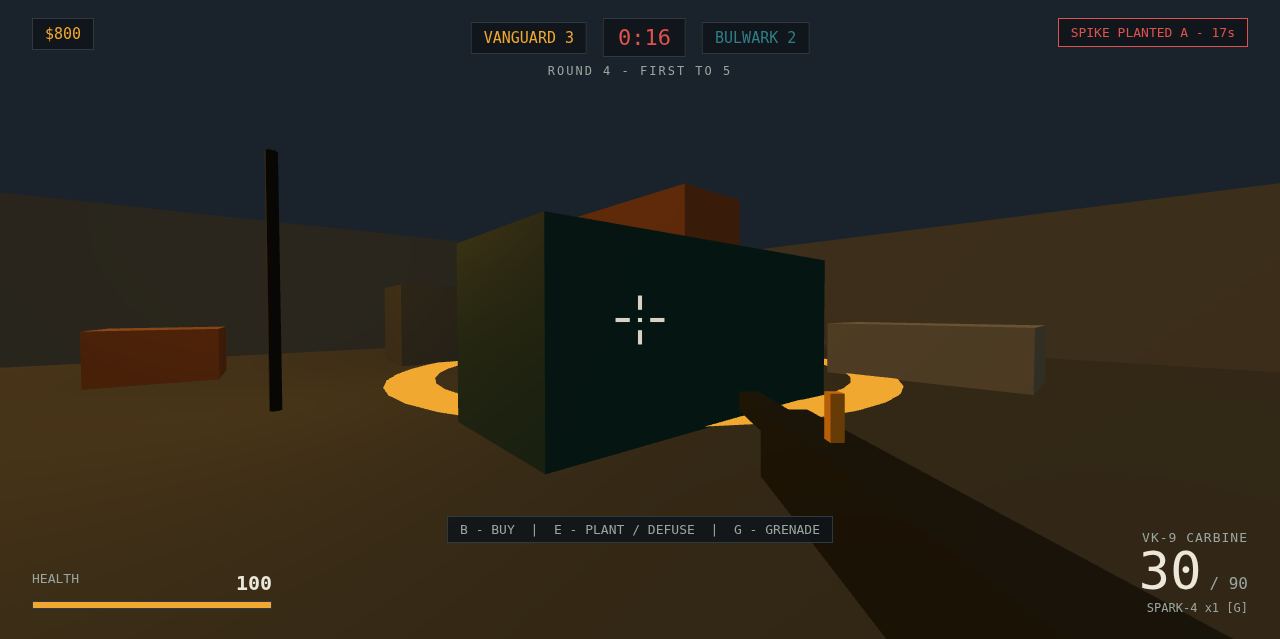 $800
VANGUARD 3
0:16
BULWARK 2
SPIKE PLANTED A - 17s
ROUND 4 - FIRST TO 5
B - BUY | E - PLANT / DEFUSE | G - GRENADE
HEALTH
100
VK-9 CARBINE
30 / 90
SPARK-4 x1 [G]